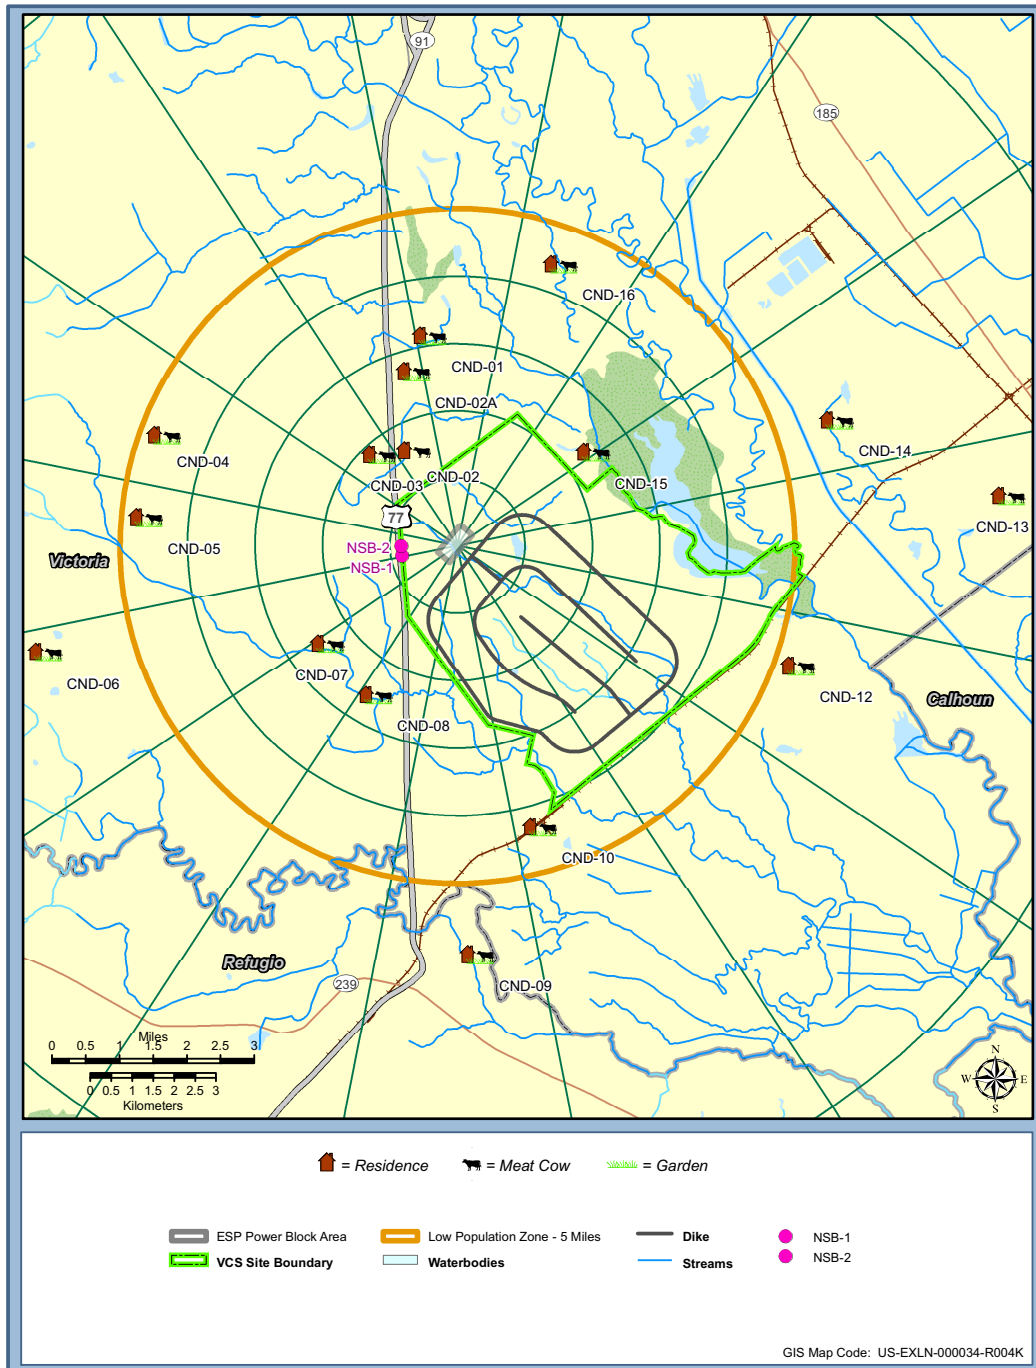 91
185
CND-16
CND-01
CND-02A
CND-14
CND-04
CND-02
CND-03
CND-15
CND-13
77
NSB-2
CND-05
Victoria
NSB-1
CND-07
CND-06
CND-12
Calhoun
CND-08
CND-10
Refugio
239
CND-09
Miles
0 0.5 1 1.5 2 2.5 3
0 0.5 1 1.5 2 2.5 3
Kilometers
N
W E
S
= Residence = Meat Cow = Garden
ESP Power Block Area Low Population Zone - 5 Miles Dike NSB-1
VCS Site Boundary Waterbodies Streams NSB-2
GIS Map Code: US-EXLN-000034-R004K